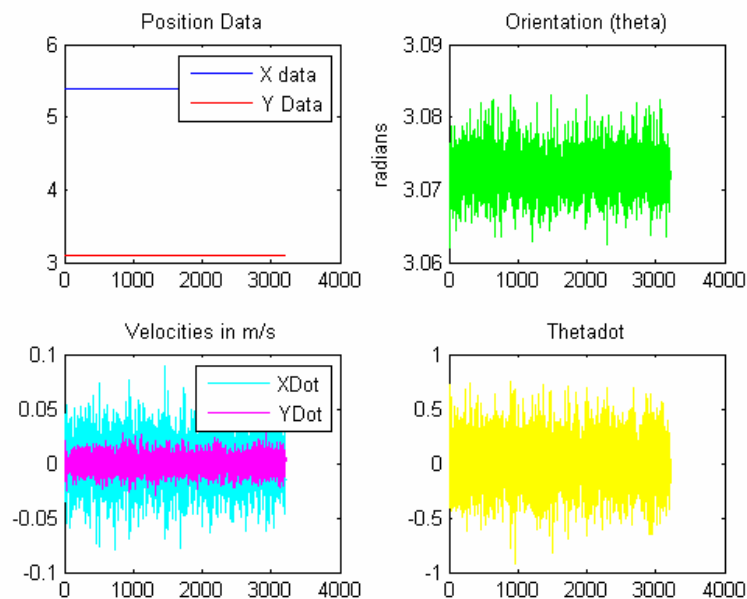 Position Data
6
5
4
3
0 1000 2000 3000 4000
X data
Y Data
Orientation (theta)
radians
3.09
3.08
3.07
3.06
0 1000 2000 3000 4000
Velocities in m/s
0.1
0.05
0
-0.05
-0.1
0 1000 2000 3000 4000
XDot
YDot
Thetadot
1
0.5
0
-0.5
-1
0 1000 2000 3000 4000